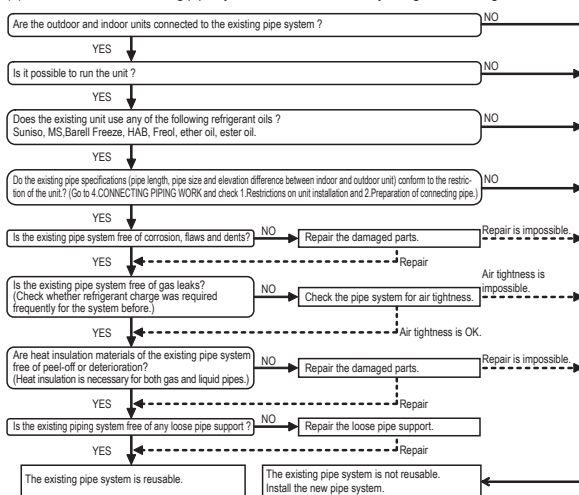 Are the outdoor and indoor units connected to the existing pipe system ?
NO
YES
Is it possible to run the unit ?
NO
YES
Does the existing unit use any of the following refrigerant oils ?
Suniso, MS,Barell Freeze, HAB, Freol, ether oil, ester oil.
NO
YES
Do the existing pipe specifications (pipe length, pipe size and elevation difference between indoor and outdoor unit) conform to the restric-
tion of the unit.? (Go to 4.CONNECTING PIPING WORK and check 1.Restrictions on unit installation and 2.Preparation of connecting pipe.)
NO
YES
Is the existing pipe system free of corrosion, flaws and dents?
NO
Repair the damaged parts.
Repair is impossible.
YES
Repair
Is the existing pipe system free of gas leaks?
(Check whether refrigerant charge was required
frequently for the system before.)
NO
Check the pipe system for air tightness.
Air tightness is
impossible.
YES
Air tightness is OK.
Are heat insulation materials of the existing pipe system
free of peel-off or deterioration?
(Heat insulation is necessary for both gas and liquid pipes.)
NO
Repair the damaged parts.
Repair is impossible.
YES
Repair
Is the existing piping system free of any loose pipe support ?
NO
Repair the loose pipe support.
YES
Repair
The existing pipe system is reusable.
The existing pipe system is not reusable.
Install the new pipe system.